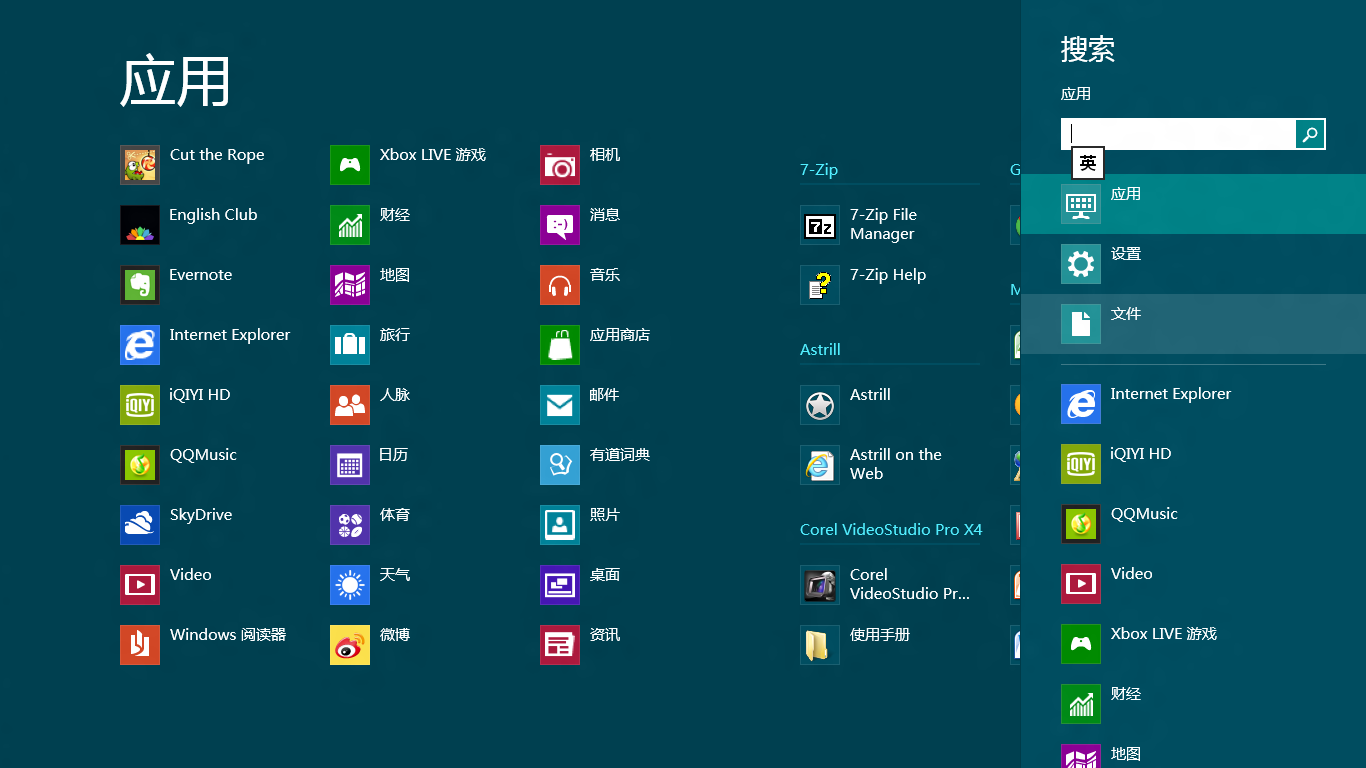 应用
Cut the Rope
English Club
Evernote
Internet Explorer
iQIYI HD
QQMusic
SkyDrive
Video
Windows 阅读器
Xbox LIVE 游戏
财经
地图
旅行
人脉
日历
体育
天气
微博
相机
消息
音乐
应用商店
邮件
有道词典
照片
桌面
资讯
7-Zip
7-Zip File
Manager
7-Zip Help
Astrill
Astrill
Astrill on the
Web
Corel VideoStudio Pro X4
Corel
VideoStudio Pr...
使用手册
搜索
应用
英
应用
设置
文件
Internet Explorer
iQIYI HD
QQMusic
Video
Xbox LIVE 游戏
财经
地图